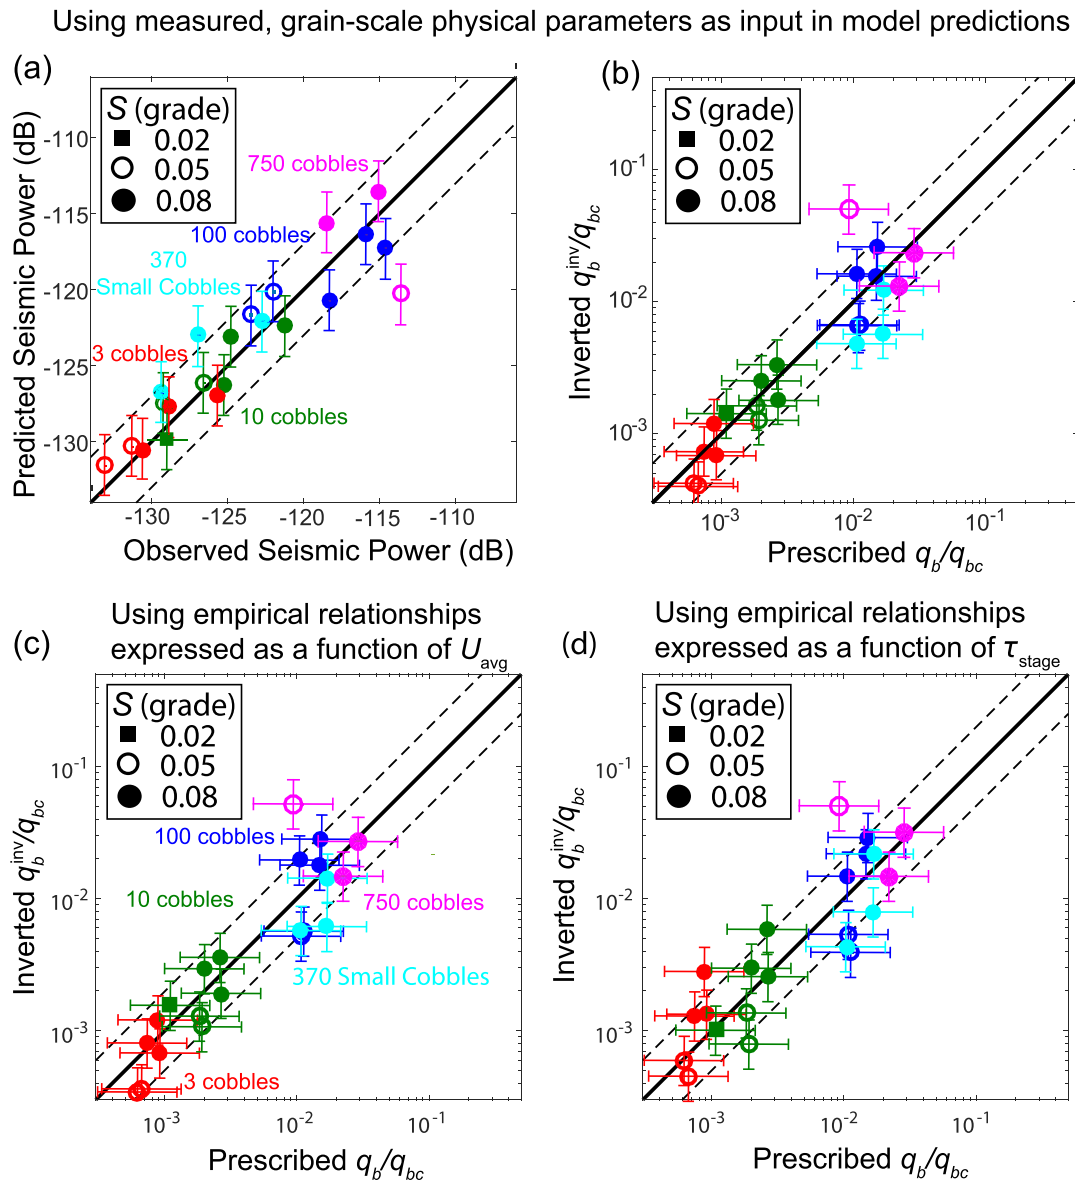 Using measured, grain-scale physical parameters as input in model predictions
(a)
S (grade)
0.02
0.05
0.08
750 cobbles
100 cobbles
370
Small Cobbles
3 cobbles
10 cobbles
-110
-115
-120
-125
-130
Predicted Seismic Power (dB)
-130
-125
-120
-115
-110
Observed Seismic Power (dB)
(b)
S (grade)
0.02
0.05
0.08
10⁻¹
10⁻²
10⁻³
Inverted q_b^inv/q_bc
10⁻³
10⁻²
10⁻¹
Prescribed q_b/q_bc
Using empirical relationships
expressed as a function of U_avg
(c)
S (grade)
0.02
0.05
0.08
100 cobbles
10 cobbles
750 cobbles
370 Small Cobbles
3 cobbles
10⁻¹
10⁻²
10⁻³
Inverted q_b^inv/q_bc
10⁻³
10⁻²
10⁻¹
Prescribed q_b/q_bc
Using empirical relationships
expressed as a function of τ_stage
(d)
S (grade)
0.02
0.05
0.08
10⁻¹
10⁻²
10⁻³
Inverted q_b^inv/q_bc
10⁻³
10⁻²
10⁻¹
Prescribed q_b/q_bc